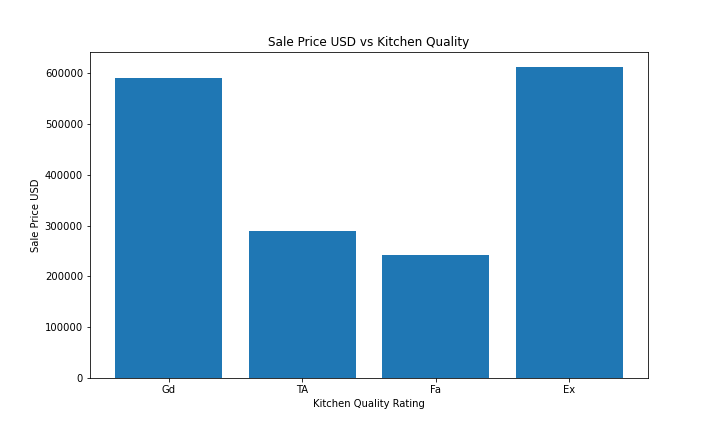 Sale Price USD vs Kitchen Quality
Sale Price USD
600000
500000
400000
300000
200000
100000
0
Gd TA Fa Ex
Kitchen Quality Rating